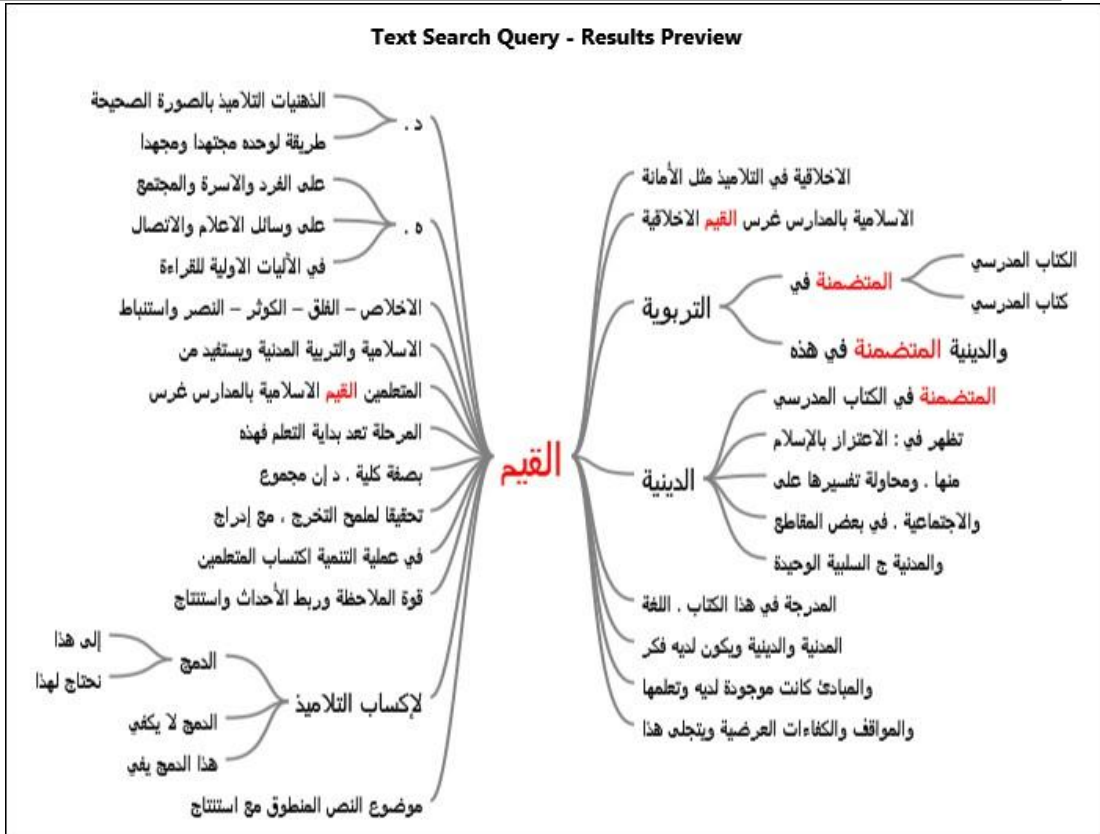 Text Search Query - Results Preview
الاخلاقية في التلاميذ مثل الأمانة
الاسلامية بالمدارس غرس القيم الاخلاقية
التربوية
المتضمنة في
الكتاب المدرسي
كتاب المدرسي
والدينية المتضمنة في هذه
الدينية
المتضمنة في الكتاب المدرسي
تظهر في : الاعتزاز بالإسلام
منها . ومحاولة تفسيرها على
والاجتماعية . في بعض المقاطع
والمدنية ج السلبية الوحيدة
المدرجة في هذا الكتاب . اللغة
المدنية والدينية ويكون لديه فكر
والمبادئ كانت موجودة لديه وتعلمها
والمواقف والكفاءات العرضية ويتجلى هذا
القيم
د .
الذهنيات التلاميذ بالصورة الصحيحة
طريقة لوحده مجتهدا ومجهدا
ه .
على الفرد والاسرة والمجتمع
على وسائل الاعلام والاتصال
في الأليات الاولية للقراءة
الاخلاص – الفلق – الكوثر – النصر واستنباط
الاسلامية والتربية المدنية ويستفيد من
المتعلمين القيم الاسلامية بالمدارس غرس
المرحلة تعد بداية التعلم فهذه
بصفة كلية . د إن مجموع
تحقيقا لملمح التخرج ، مع إدراج
في عملية التنمية اكتساب المتعلمين
قوة الملاحظة وربط الأحداث واستنتاج
لإكساب التلاميذ
الدمج
إلى هذا
نحتاج لهذا
الدمج لا يكفي
هذا الدمج يفي
موضوع النص المنطوق مع استنتاج